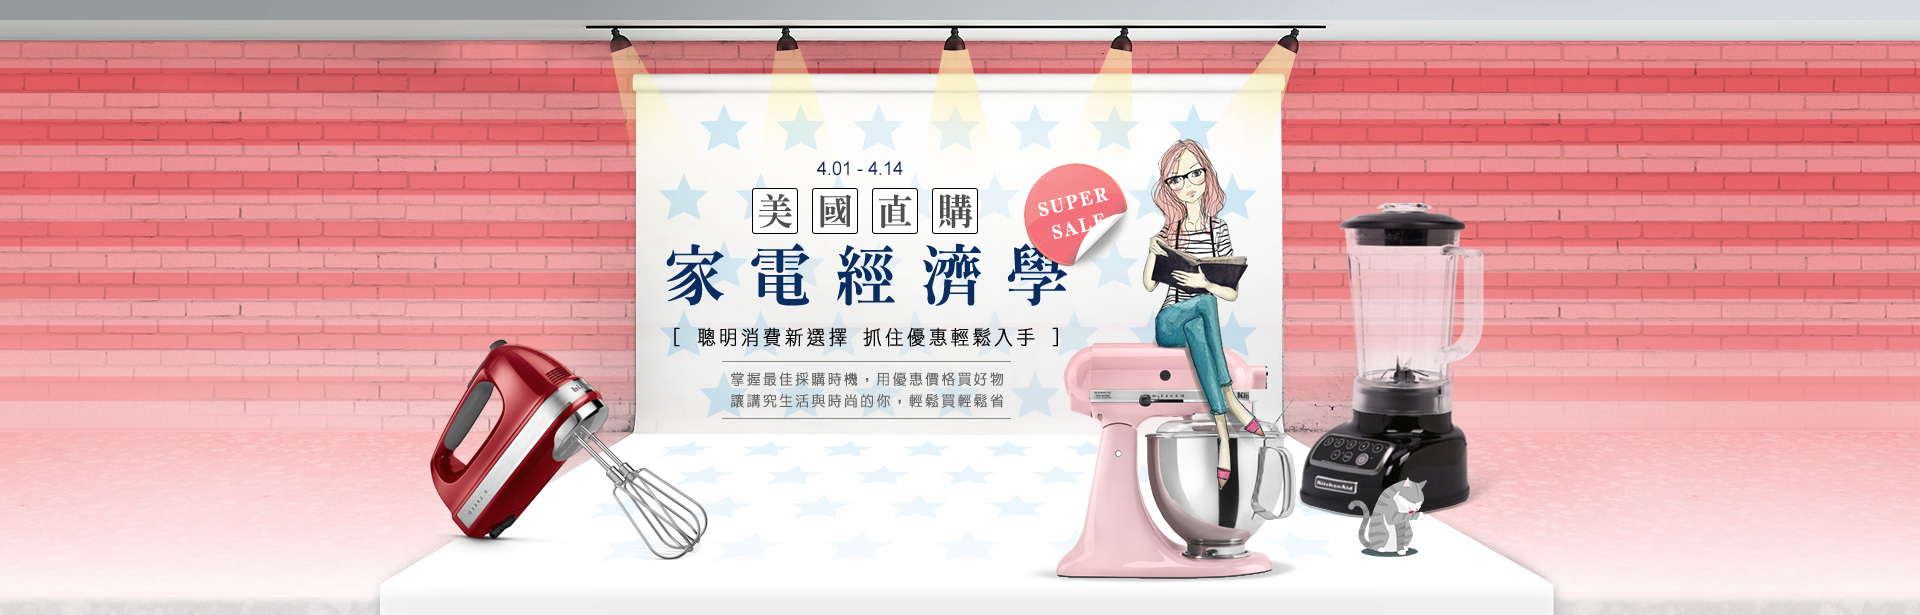 4.01 - 4.14
美國直購
家電經濟學
SUPER
SALE
[ 聰明消費新選擇 抓住優惠輕鬆入手 ]
掌握最佳採購時機，用優惠價格買好物
讓講究生活與時尚的你，輕鬆買輕鬆省
KitchenAid